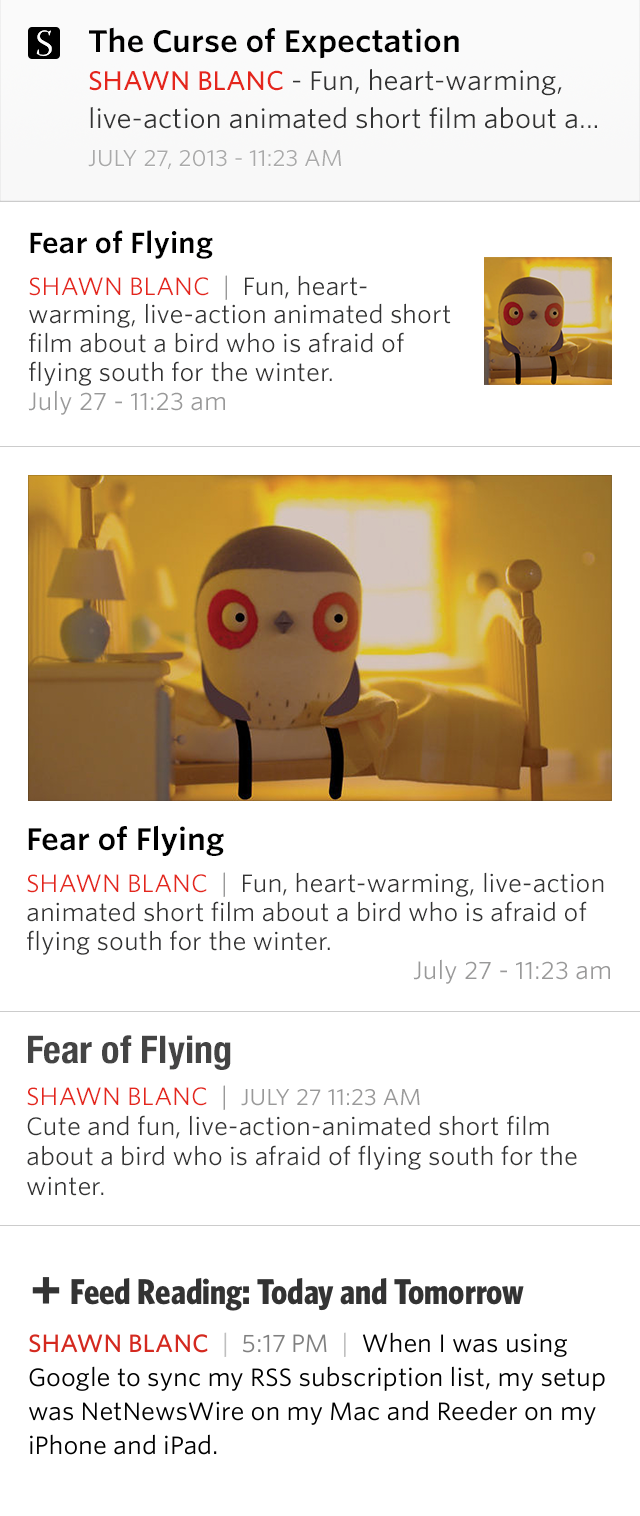 S
The Curse of Expectation
SHAWN BLANC - Fun, heart-warming,
live-action animated short film about a...
JULY 27, 2013 - 11:23 AM
Fear of Flying
SHAWN BLANC | Fun, heart-
warming, live-action animated short
film about a bird who is afraid of
flying south for the winter.
July 27 - 11:23 am
Fear of Flying
SHAWN BLANC | Fun, heart-warming, live-action
animated short film about a bird who is afraid of
flying south for the winter.
July 27 - 11:23 am
Fear of Flying
SHAWN BLANC | JULY 27 11:23 AM
Cute and fun, live-action-animated short film
about a bird who is afraid of flying south for the
winter.
+ Feed Reading: Today and Tomorrow
SHAWN BLANC | 5:17 PM | When I was using
Google to sync my RSS subscription list, my setup
was NetNewsWire on my Mac and Reeder on my
iPhone and iPad.